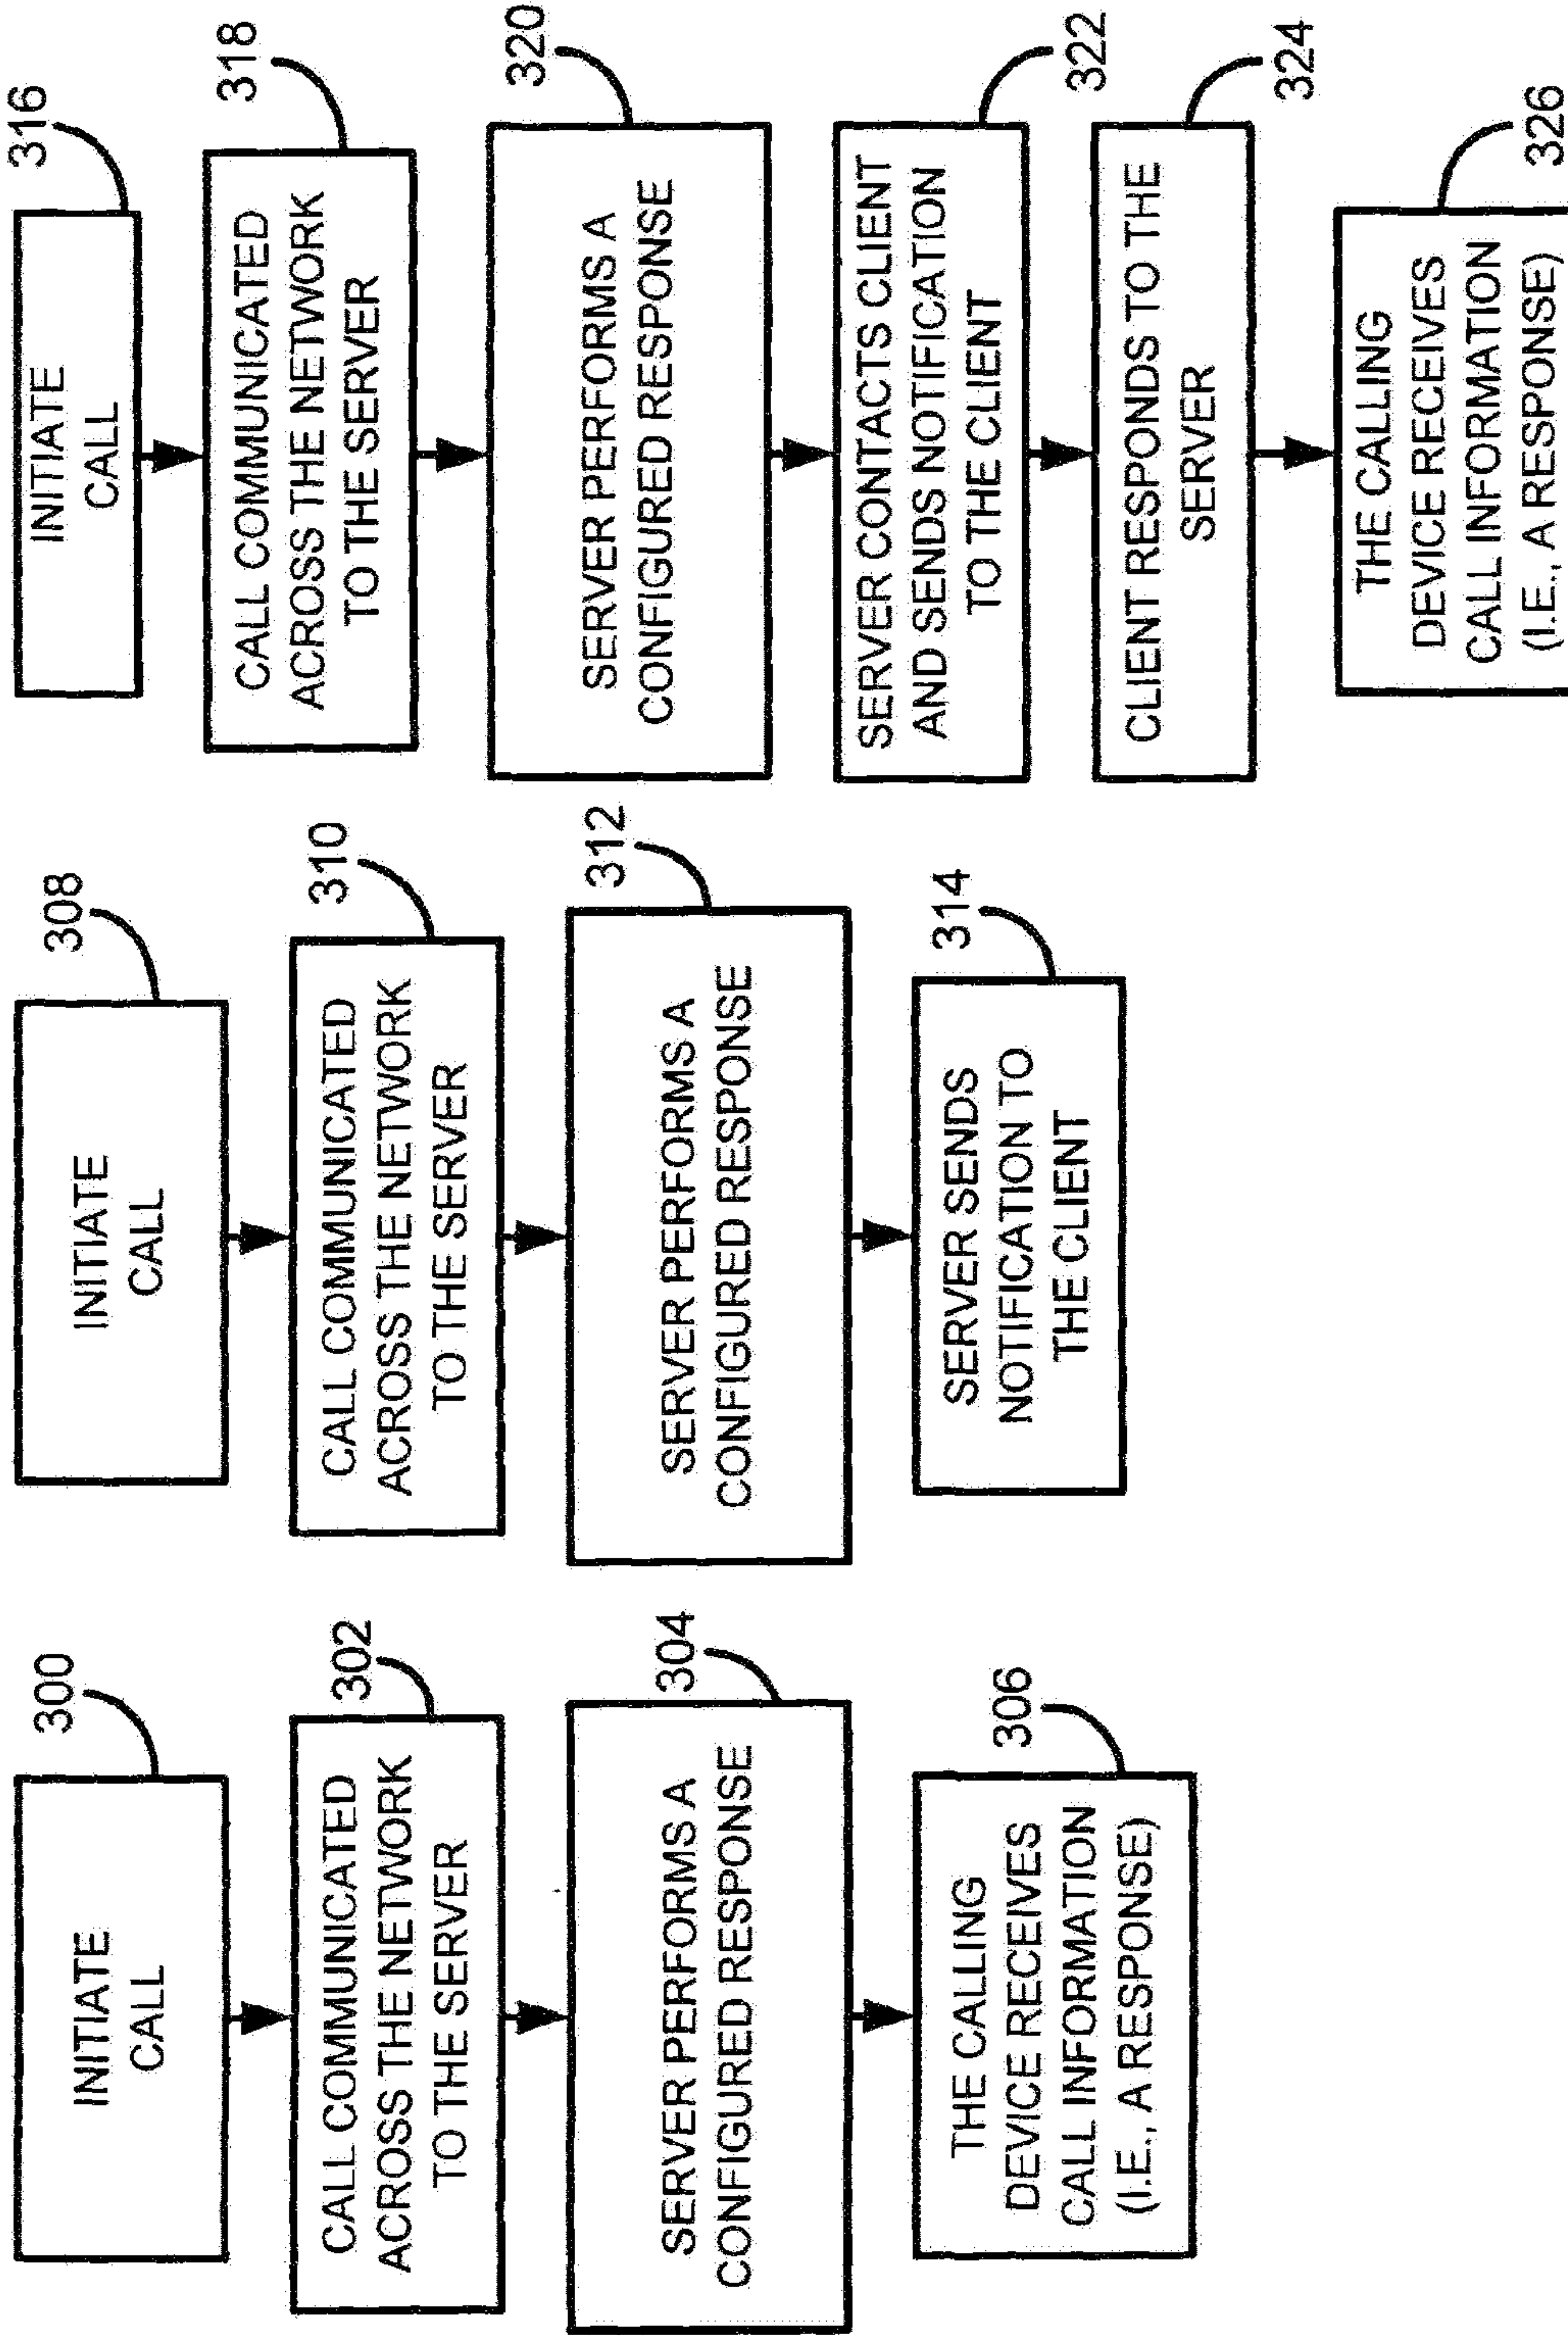 300
INITIATE
CALL
302
CALL COMMUNICATED
ACROSS THE NETWORK
TO THE SERVER
304
SERVER PERFORMS A
CONFIGURED RESPONSE
306
THE CALLING
DEVICE RECEIVES
CALL INFORMATION
(I.E., A RESPONSE)
308
INITIATE
CALL
310
CALL COMMUNICATED
ACROSS THE NETWORK
TO THE SERVER
312
SERVER PERFORMS A
CONFIGURED RESPONSE
314
SERVER SENDS
NOTIFICATION TO
THE CLIENT
316
INITIATE
CALL
318
CALL COMMUNICATED
ACROSS THE NETWORK
TO THE SERVER
320
SERVER PERFORMS A
CONFIGURED RESPONSE
322
SERVER CONTACTS CLIENT
AND SENDS NOTIFICATION
TO THE CLIENT
324
CLIENT RESPONDS TO THE
SERVER
326
THE CALLING
DEVICE RECEIVES
CALL INFORMATION
(I.E., A RESPONSE)